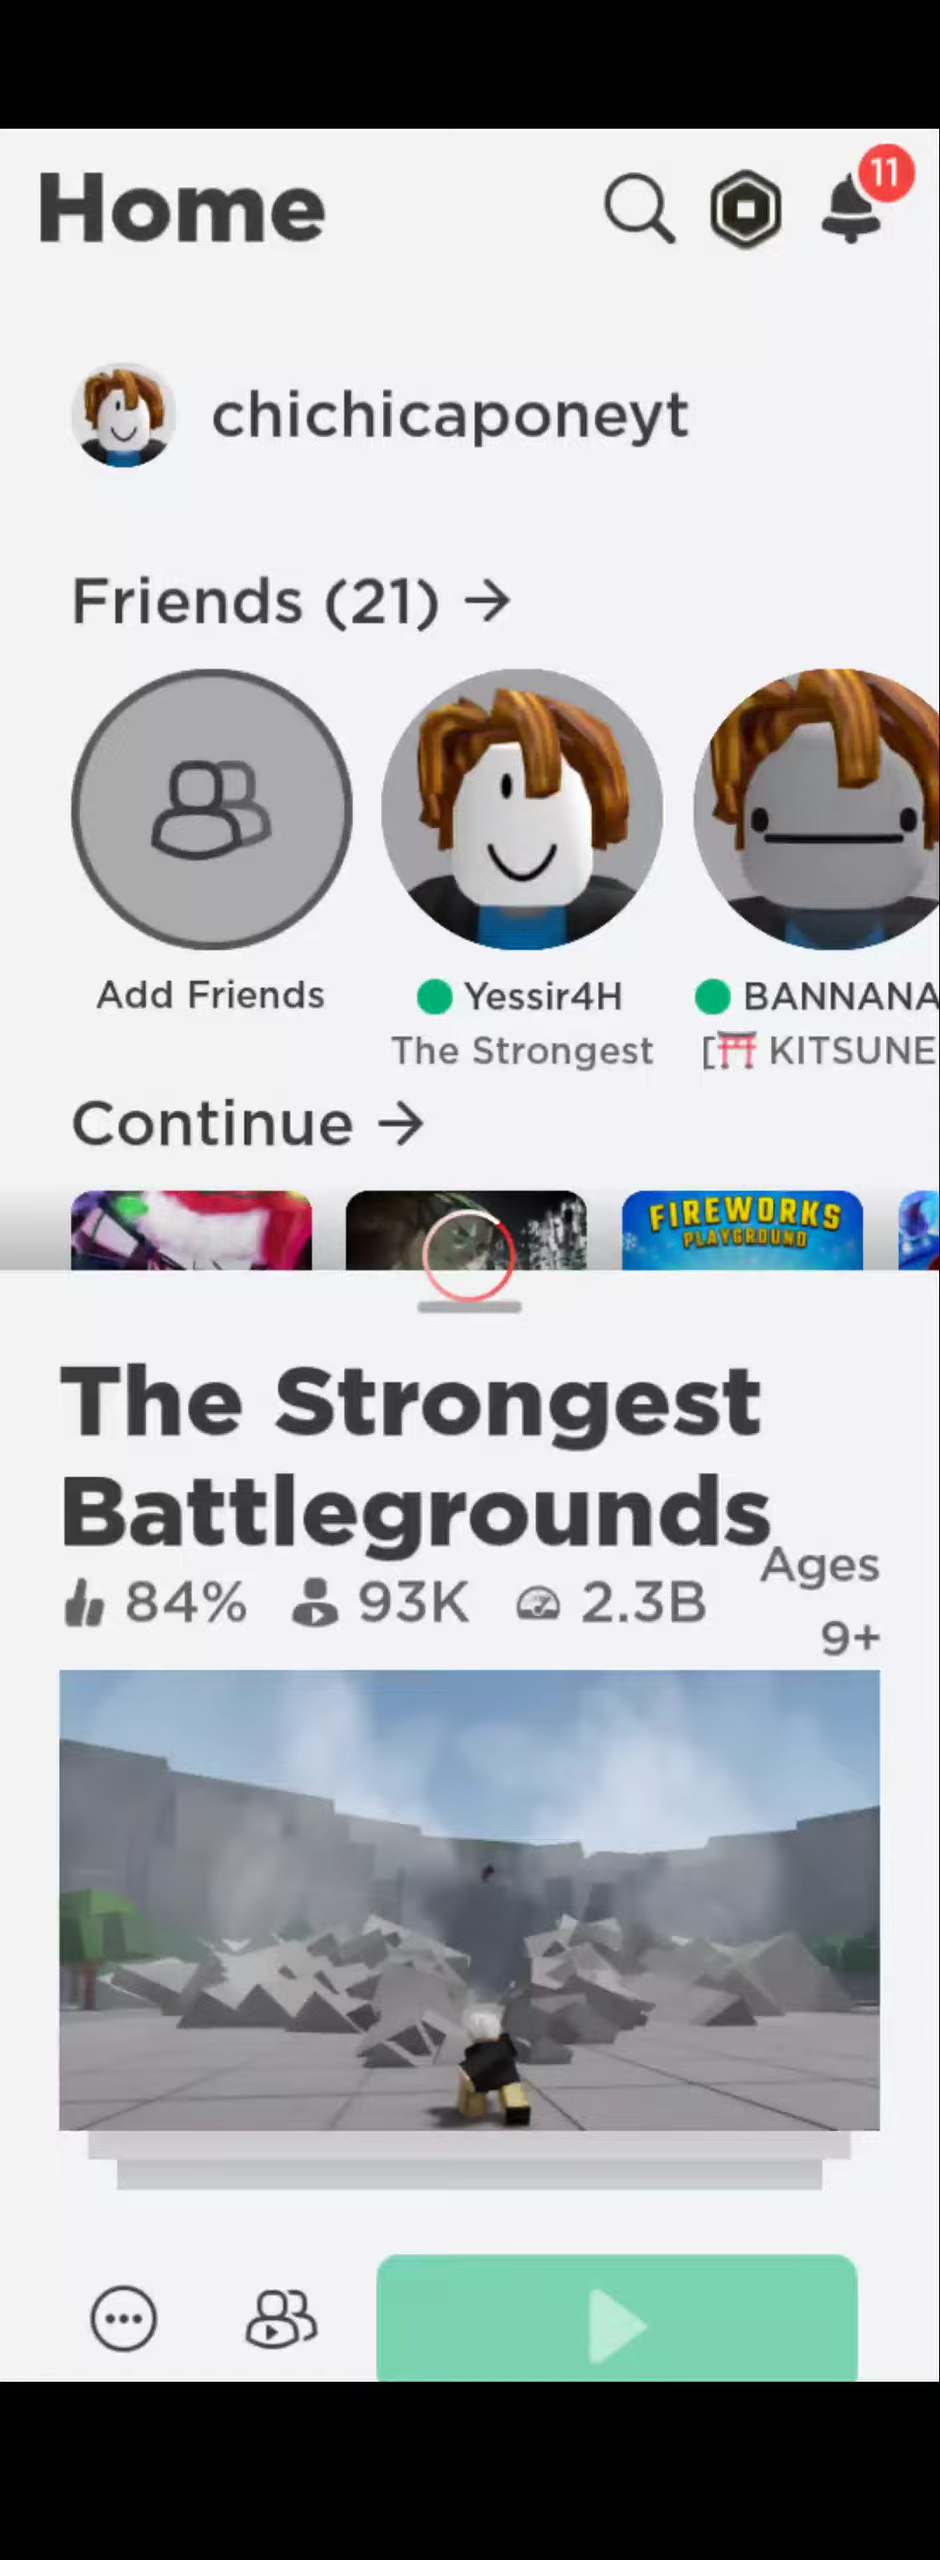 Home
11
chichicaponeyt
Friends (21) →
Add Friends
Yessir4H
BANNANA
The Strongest
[⛩️ KITSUNE
Continue →
FIREWORKS
PLAYGROUND
The Strongest
Battlegrounds
84% 93K 2.3B
Ages
9+